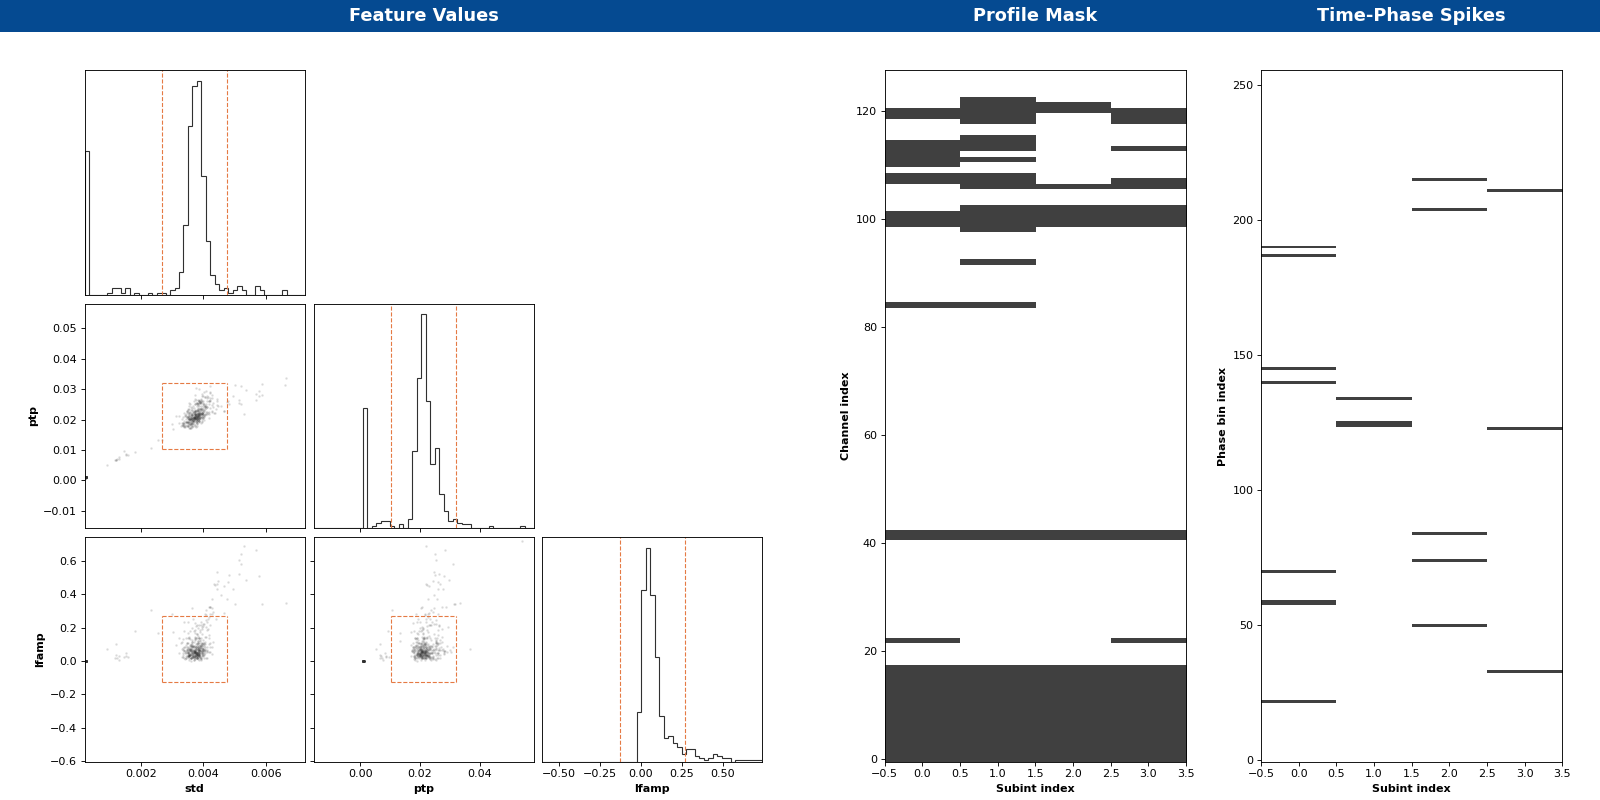 Feature Values
Profile Mask
Time-Phase Spikes
0.05
0.04
0.03
0.02
0.01
0.00
−0.01
ptp
0.6
0.4
0.2
0.0
−0.2
−0.4
−0.6
lfamp
0.002 0.004 0.006
std
0.00 0.02 0.04
ptp
−0.50 −0.25 0.00 0.25 0.50
lfamp
120
100
80
60
40
20
0
Channel index
−0.5 0.0 0.5 1.0 1.5 2.0 2.5 3.0 3.5
Subint index
250
200
150
100
50
0
Phase bin index
−0.5 0.0 0.5 1.0 1.5 2.0 2.5 3.0 3.5
Subint index